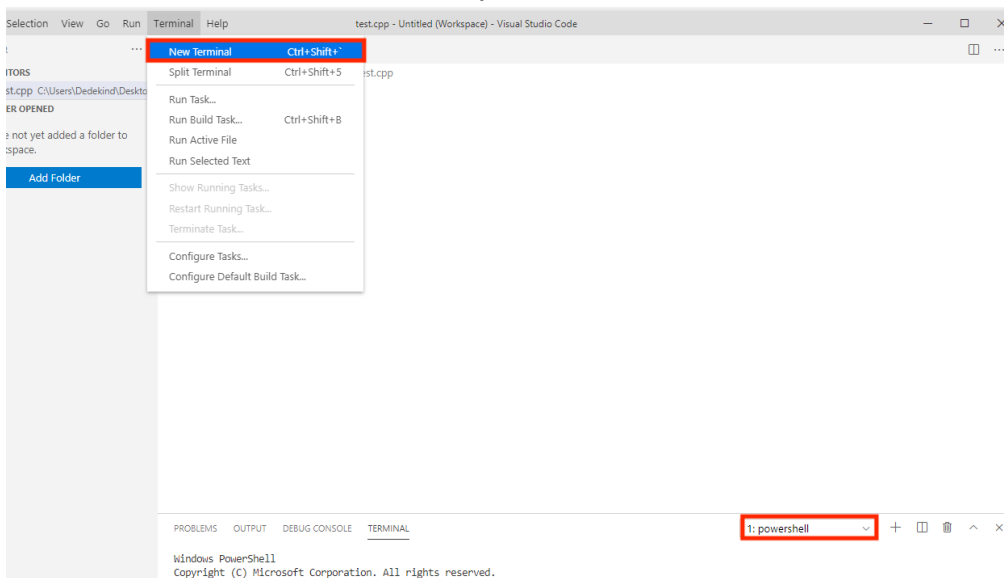 Selection View Go Run Terminal Help test.cpp - Untitled (Workspace) - Visual Studio Code
New Terminal Ctrl+Shift+`
ITORS Split Terminal Ctrl+Shift+5 est.cpp
st.cpp C:\Users\Dedekind\Deskto
Run Task...
ER OPENED
Run Build Task... Ctrl+Shift+B
e not yet added a folder to
Run Active File
kspace.
Run Selected Text
Add Folder
Show Running Tasks...
Restart Running Task...
Terminate Task...
Configure Tasks...
Configure Default Build Task...
PROBLEMS OUTPUT DEBUG CONSOLE TERMINAL 1: powershell
Windows PowerShell
Copyright (C) Microsoft Corporation. All rights reserved.